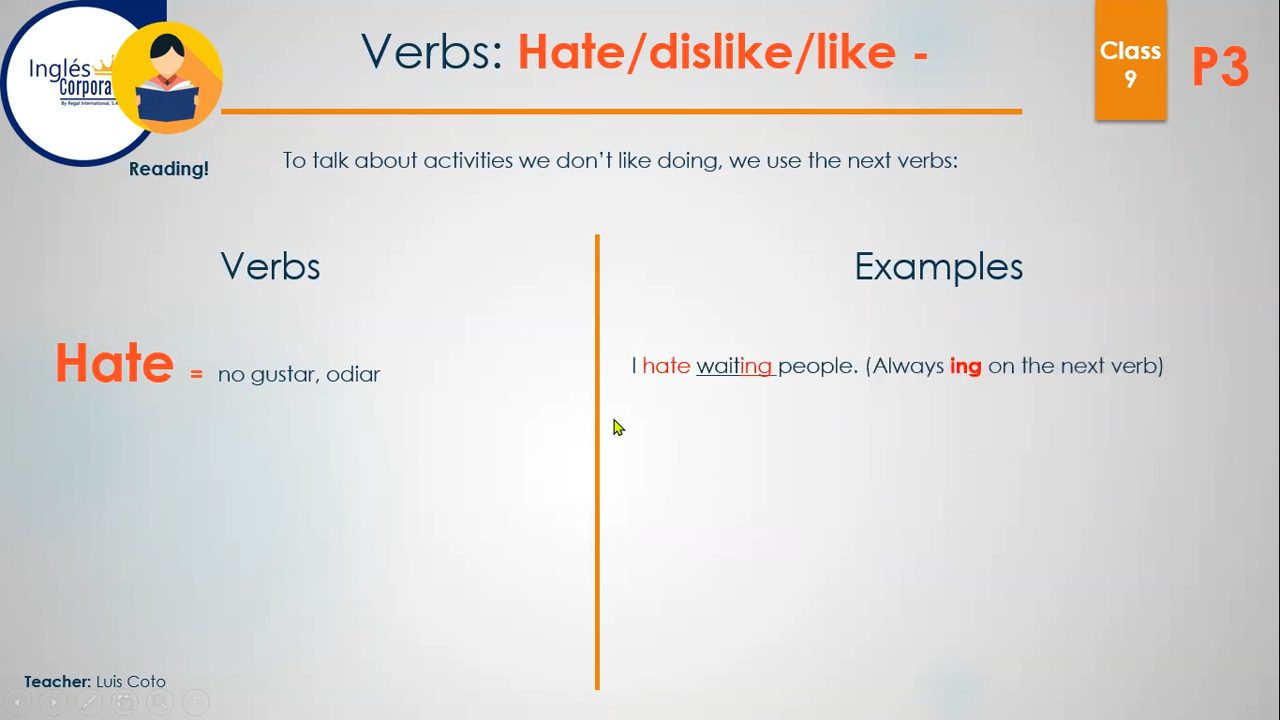 Verbs: Hate/dislike/like -
Class
9
P3
Inglés
Corpora
By Regal International, S.A
Reading!
To talk about activities we don’t like doing, we use the next verbs:
Verbs
Examples
Hate = no gustar, odiar
I hate waiting people. (Always ing on the next verb)
Teacher: Luis Coto